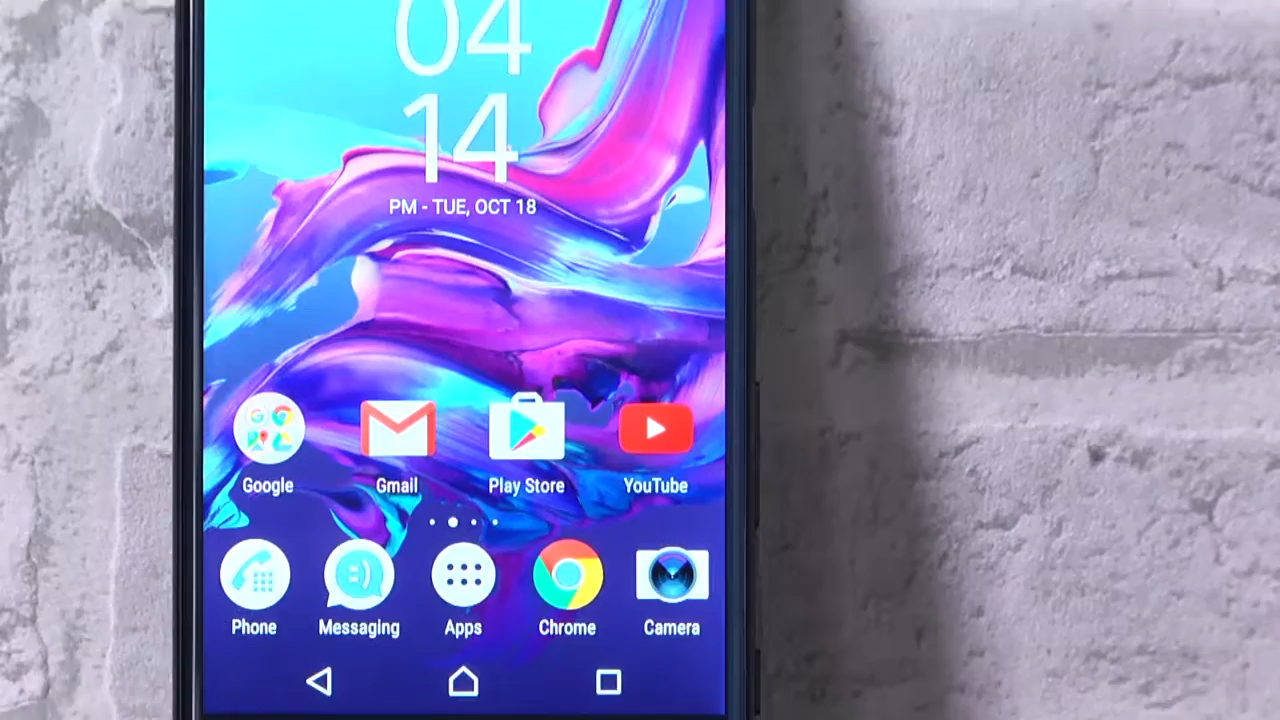 04
14
PM - TUE, OCT 18
Google Gmail Play Store YouTube
Phone Messaging Apps Chrome Camera